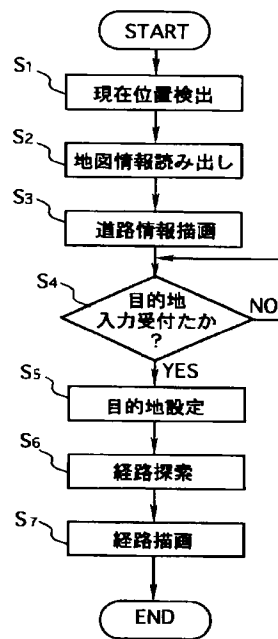 START
S1
現在位置検出
S2
地図情報読み出し
S3
道路情報描画
S4
目的地
入力受付たか
?
NO
YES
S5
目的地設定
S6
経路探索
S7
経路描画
END